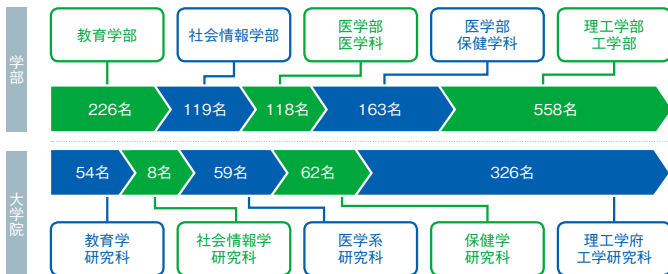 学部
教育学部
社会情報学部
医学部
医学科
医学部
保健学科
理工学部
工学部
226名
119名
118名
163名
558名
大学院
54名
8名
59名
62名
326名
教育学
研究科
社会情報学
研究科
医学系
研究科
保健学
研究科
理工学府
工学研究科